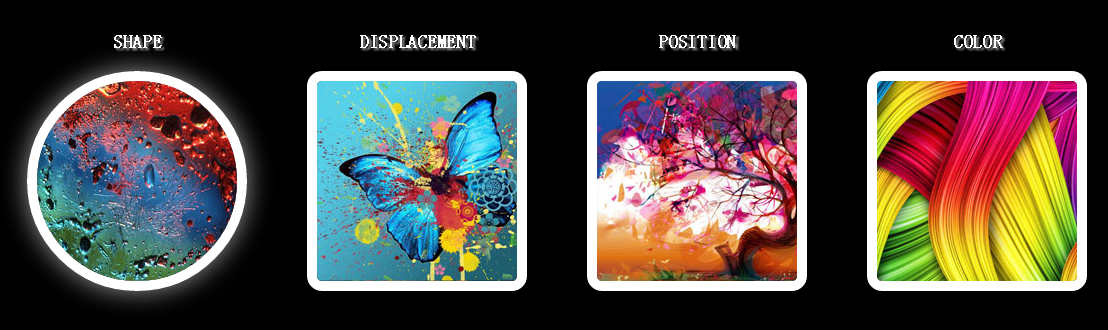 SHAPE
DISPLACEMENT
POSITION
COLOR